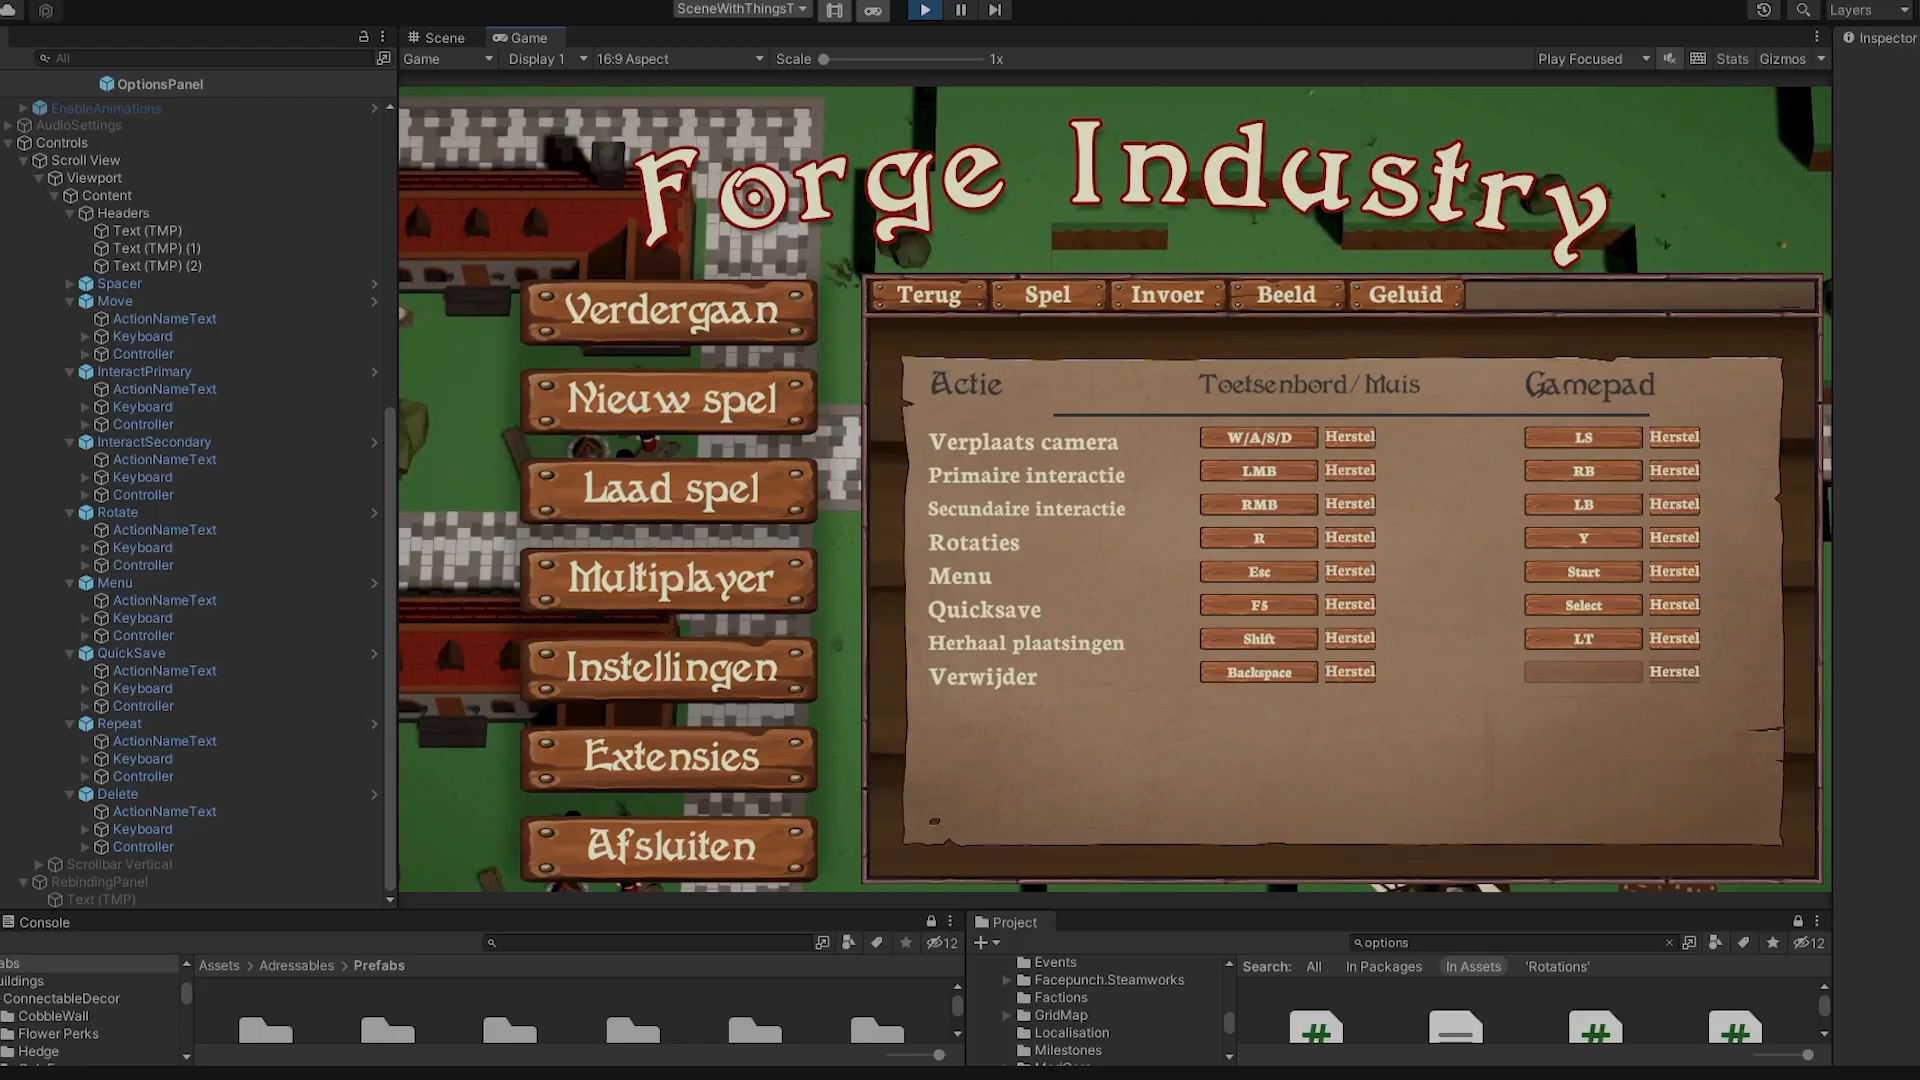 SceneWithThingsT
Layers
Scene
Game
Inspector
All
Game
Display 1
16:9 Aspect
Scale
1x
Play Focused
Stats
Gizmos
OptionsPanel
EnableAnimations
AudioSettings
Controls
Scroll View
Viewport
Content
Headers
Text (TMP)
Text (TMP) (1)
Text (TMP) (2)
Spacer
Move
ActionNameText
Keyboard
Controller
InteractPrimary
ActionNameText
Keyboard
Controller
InteractSecondary
ActionNameText
Keyboard
Controller
Rotate
ActionNameText
Keyboard
Controller
Menu
ActionNameText
Keyboard
Controller
QuickSave
ActionNameText
Keyboard
Controller
Repeat
ActionNameText
Keyboard
Controller
Delete
ActionNameText
Keyboard
Controller
Scrollbar Vertical
RebindingPanel
Text (TMP)
Forge Industry
Verdergaan
Nieuw spel
Laad spel
Multiplayer
Instellingen
Extensies
Afsluiten
Terug Spel Invoer Beeld Geluid
Actie Toetsenbord/Muis Gamepad
Verplaats camera W/A/S/D Herstel LS Herstel
Primaire interactie LMB Herstel RB Herstel
Secundaire interactie RMB Herstel LB Herstel
Rotaties R Herstel Y Herstel
Menu Esc Herstel Start Herstel
Quicksave F5 Herstel Select Herstel
Herhaal plaatsingen Shift Herstel LT Herstel
Verwijder Backspace Herstel Herstel
Console
12
abs
uildings
ConnectableDecor
CobbleWall
Flower Perks
Hedge
Assets > Adressables > Prefabs
Project
options
12
Events
Facepunch.Steamworks
Factions
GridMap
Localisation
Milestones
Search: All In Packages In Assets 'Rotations'